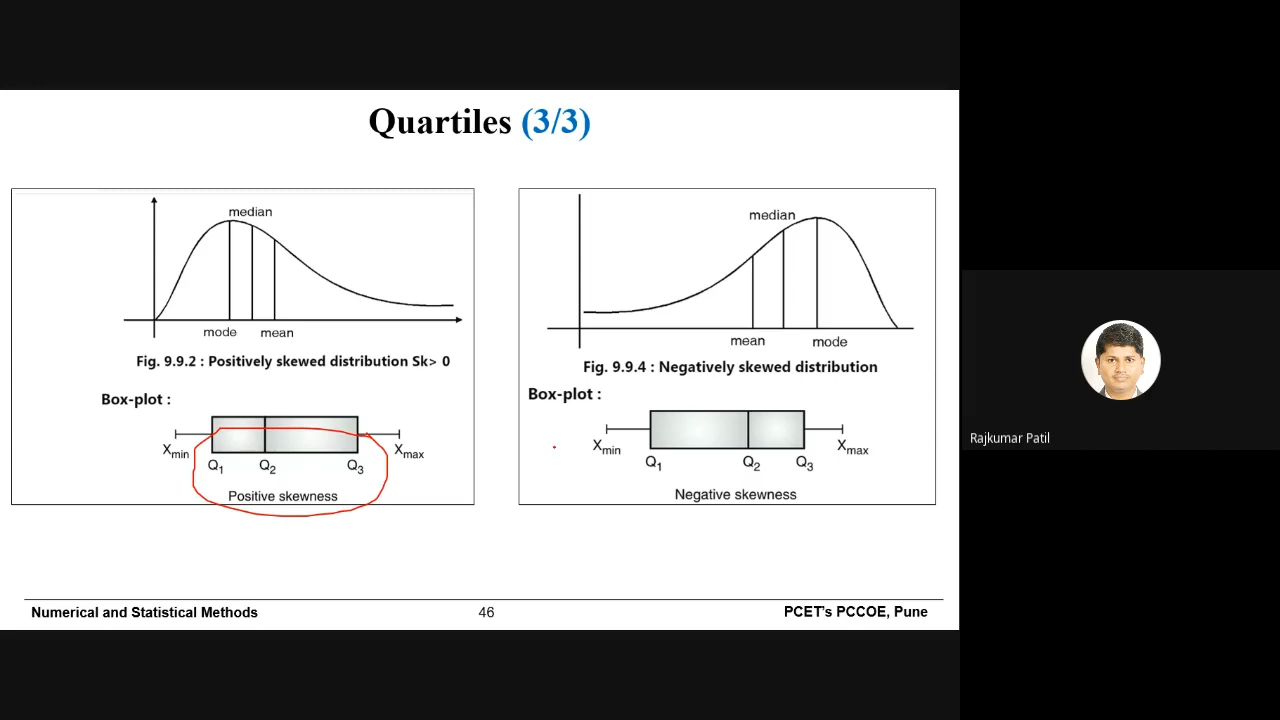 Quartiles (3/3)
median
mode
mean
Fig. 9.9.2 : Positively skewed distribution Sk> 0
Box-plot :
Xmin
Xmax
Q1
Q2
Q3
Positive skewness
median
mean
mode
Fig. 9.9.4 : Negatively skewed distribution
Box-plot :
Xmin
Xmax
Q1
Q2
Q3
Negative skewness
Numerical and Statistical Methods
46
PCET's PCCOE, Pune
Rajkumar Patil